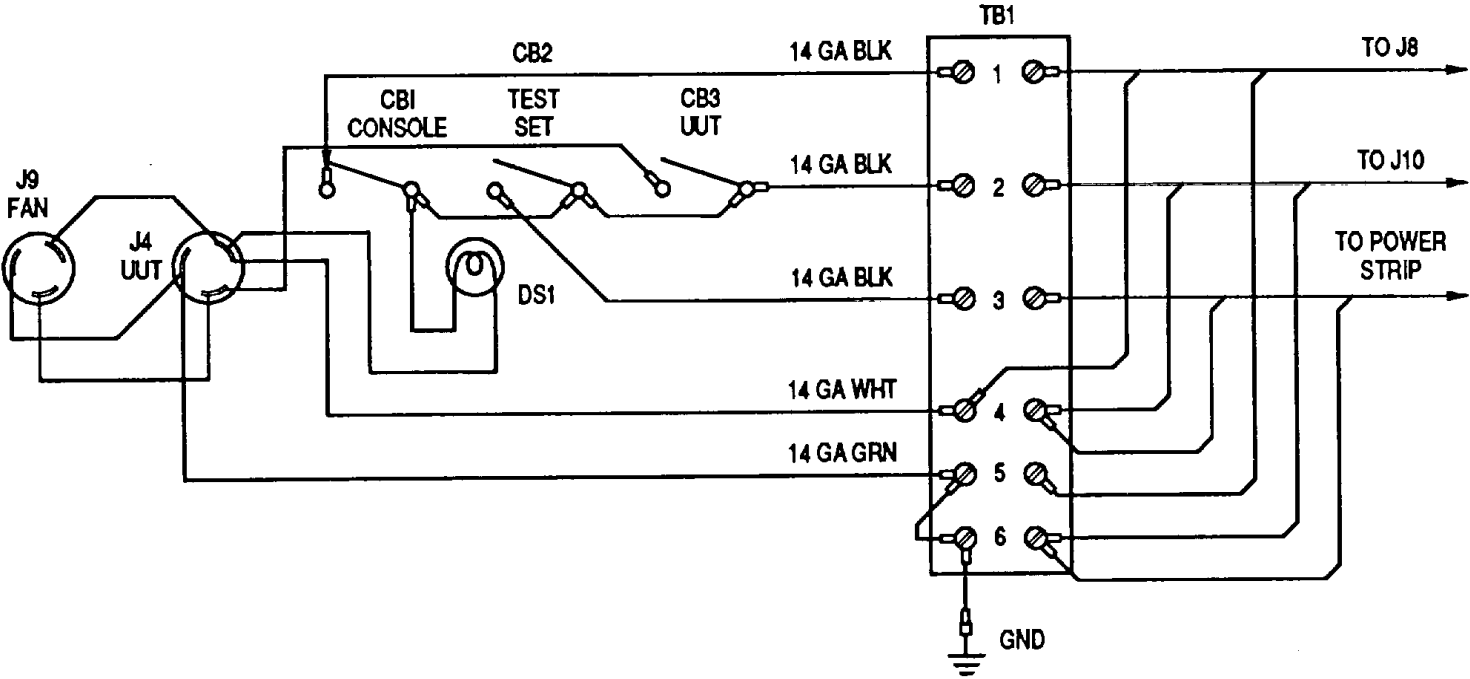 TB1
CB2
14 GA BLK
1
TO J8
CB1
CONSOLE
TEST
SET
CB3
UUT
14 GA BLK
2
TO J10
J9
FAN
J4
UUT
DS1
14 GA BLK
3
TO POWER
STRIP
14 GA WHT
4
14 GA GRN
5
6
GND